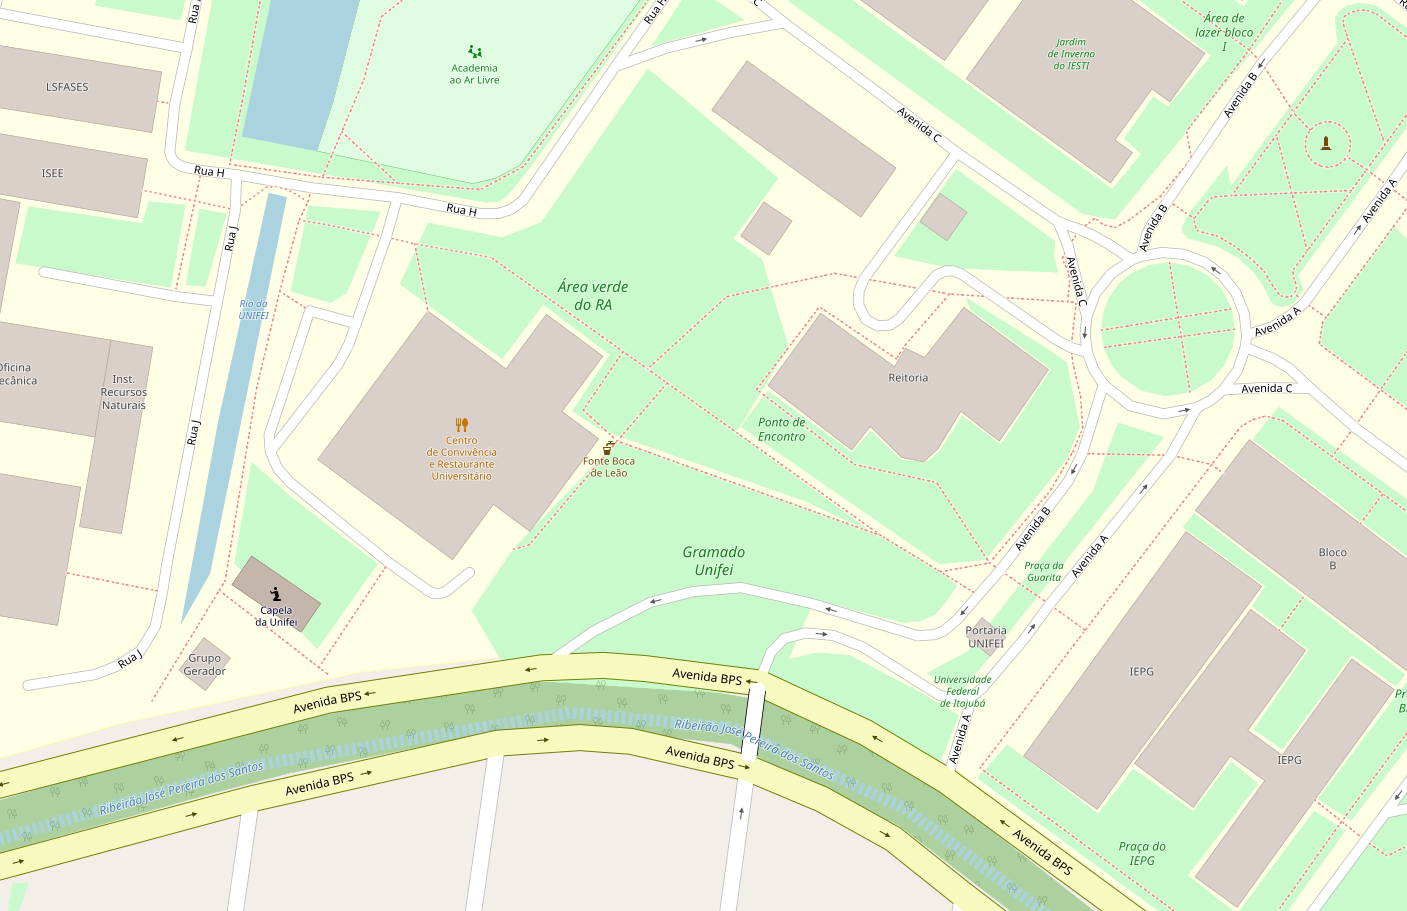 Rua J
Rua H
C
Área de
lazer bloco
I
Jardim
de Inverno
do IESTI
Academia
ao Ar Livre
LSFASES
Avenida B
Avenida C
ISEE
Rua H
Rua H
Avenida A
Rua J
Avenida B
Avenida C
Área verde
do RA
Rio da
UNIFEI
Avenida A
Oficina
ecânica
Inst.
Recursos
Naturais
Reitoria
Avenida C
Ponto de
Encontro
Rua J
Centro
de Convivência
e Restaurante
Universitário
Fonte Boca
de Leão
Avenida B
Gramado
Unifei
Avenida A
Bloco
B
Praça da
Guarita
Capela
da Unifei
Portaria
UNIFEI
Rua J
Grupo
Gerador
IEPG
Avenida BPS
Universidade
Federal
de Itajubá
Avenida BPS
Pr
B
Ribeirão José Pereira dos Santos
Avenida A
Avenida BPS
IEPG
Ribeirão José Pereira dos Santos
Avenida BPS
Avenida BPS
Praça do
IEPG